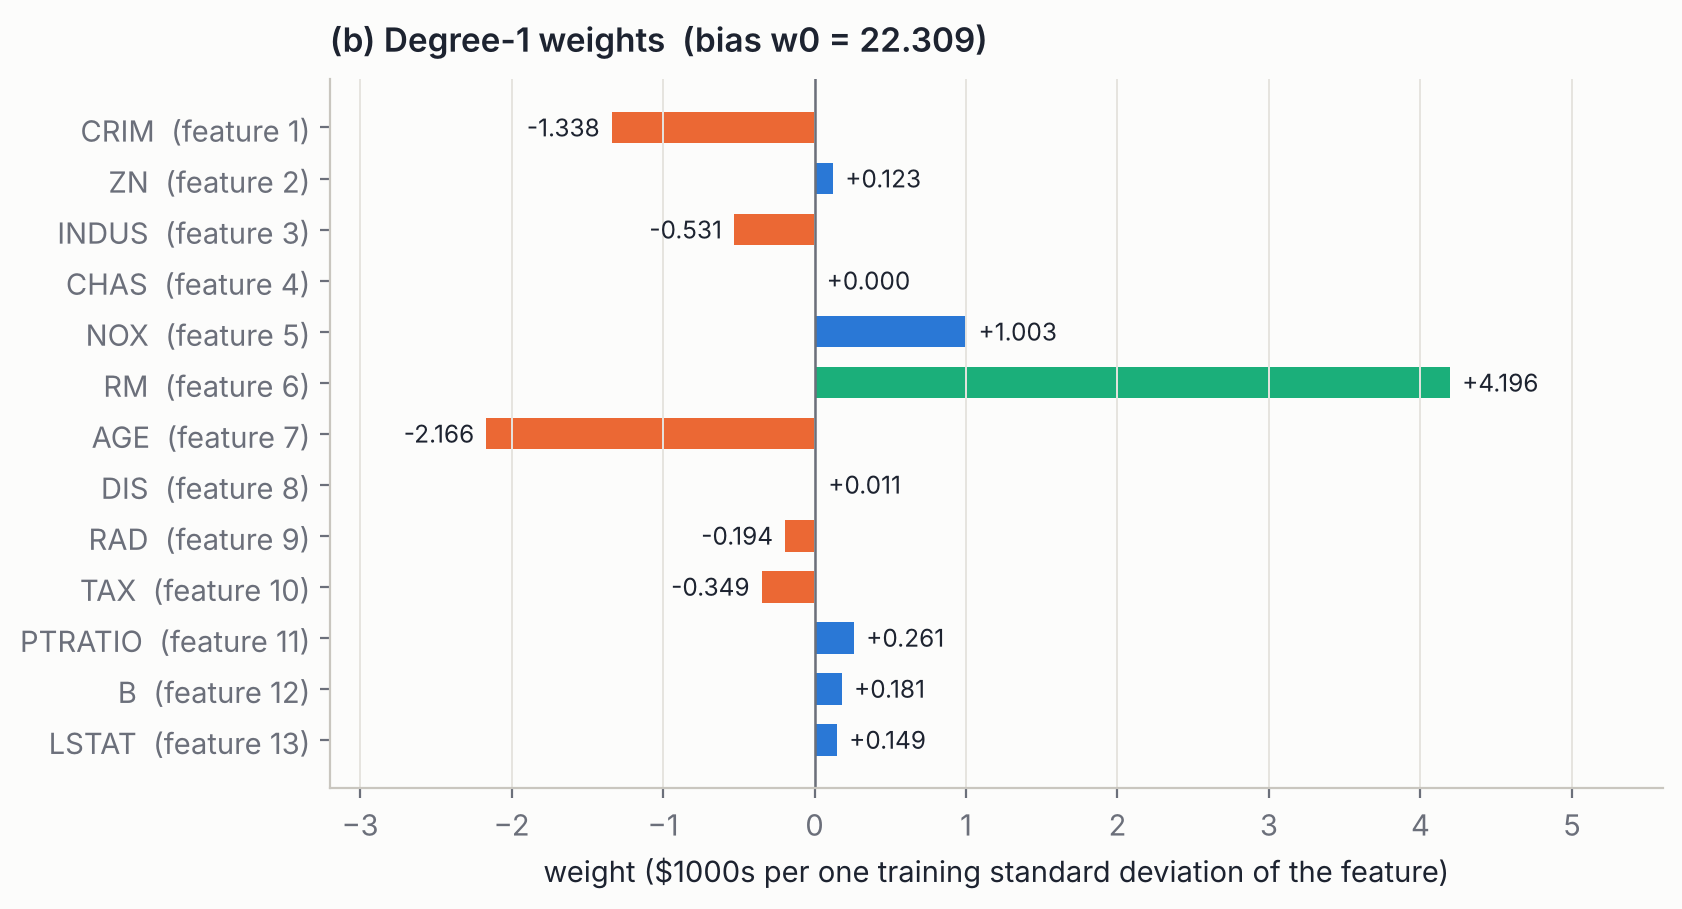 (b) Degree-1 weights (bias w0 = 22.309)
CRIM (feature 1) -1.338
ZN (feature 2) +0.123
INDUS (feature 3) -0.531
CHAS (feature 4) +0.000
NOX (feature 5) +1.003
RM (feature 6) +4.196
AGE (feature 7) -2.166
DIS (feature 8) +0.011
RAD (feature 9) -0.194
TAX (feature 10) -0.349
PTRATIO (feature 11) +0.261
B (feature 12) +0.181
LSTAT (feature 13) +0.149
−3 −2 −1 0 1 2 3 4 5
weight ($1000s per one training standard deviation of the feature)